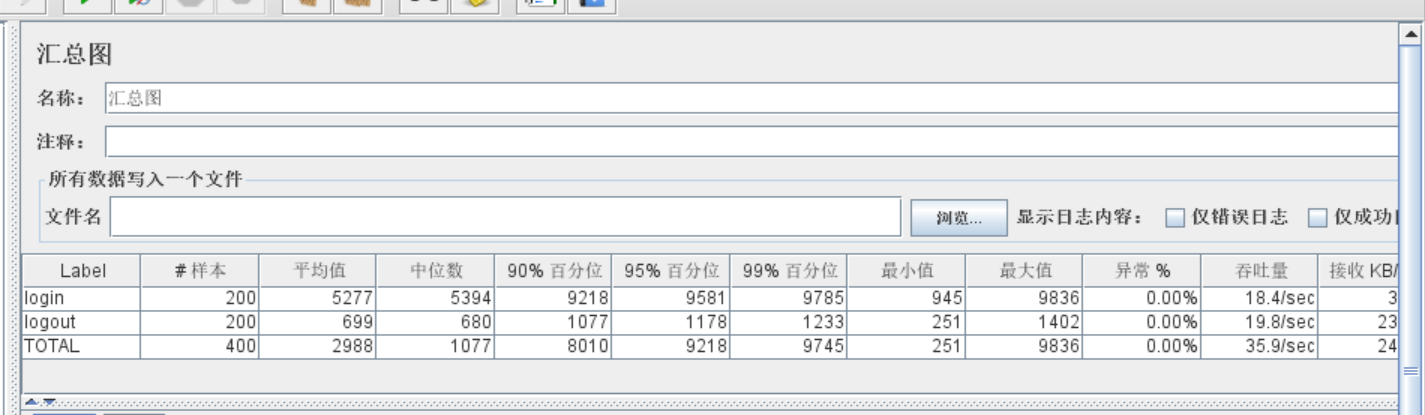 汇总图
名称： 汇总图
注释：
所有数据写入一个文件
文件名 浏览... 显示日志内容： 仅错误日志 仅成功
Label #样本 平均值 中位数 90% 百分位 95% 百分位 99% 百分位 最小值 最大值 异常 % 吞吐量 接收 KB/
login 200 5277 5394 9218 9581 9785 945 9836 0.00% 18.4/sec 3
logout 200 699 680 1077 1178 1233 251 1402 0.00% 19.8/sec 23
TOTAL 400 2988 1077 8010 9218 9745 251 9836 0.00% 35.9/sec 24